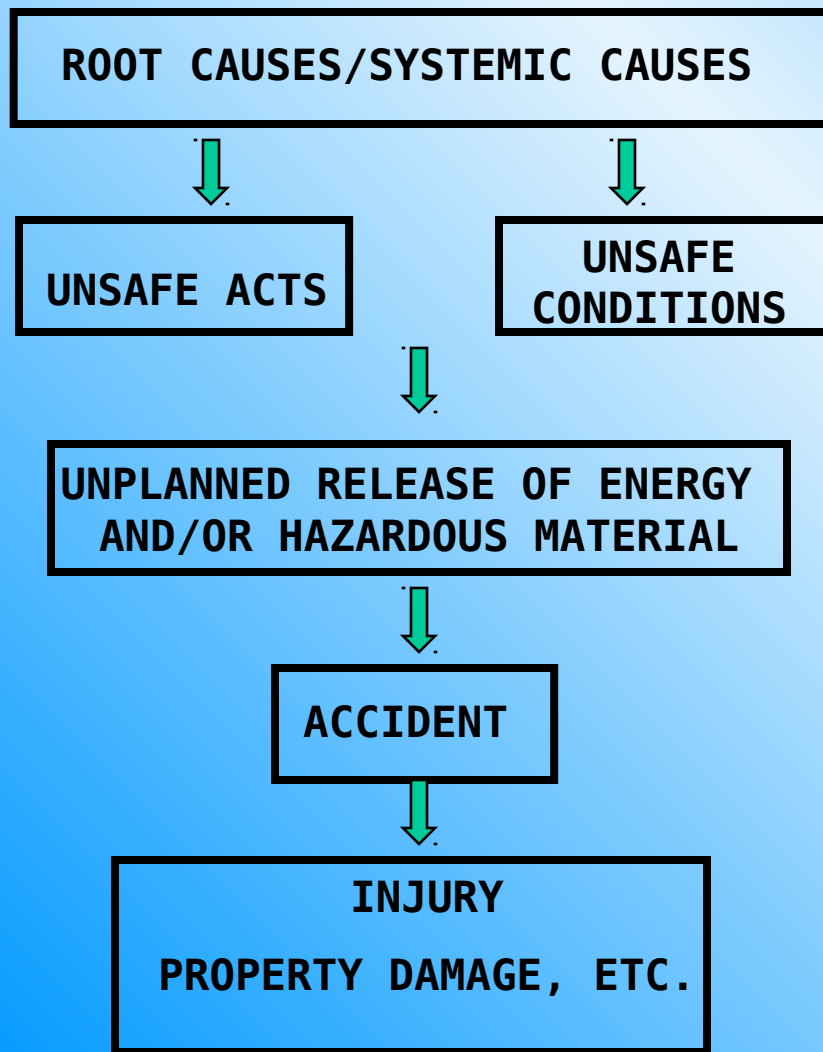 ROOT CAUSES/SYSTEMIC CAUSES
UNSAFE ACTS
UNSAFE
CONDITIONS
UNPLANNED RELEASE OF ENERGY
AND/OR HAZARDOUS MATERIAL
ACCIDENT
INJURY
PROPERTY DAMAGE, ETC.